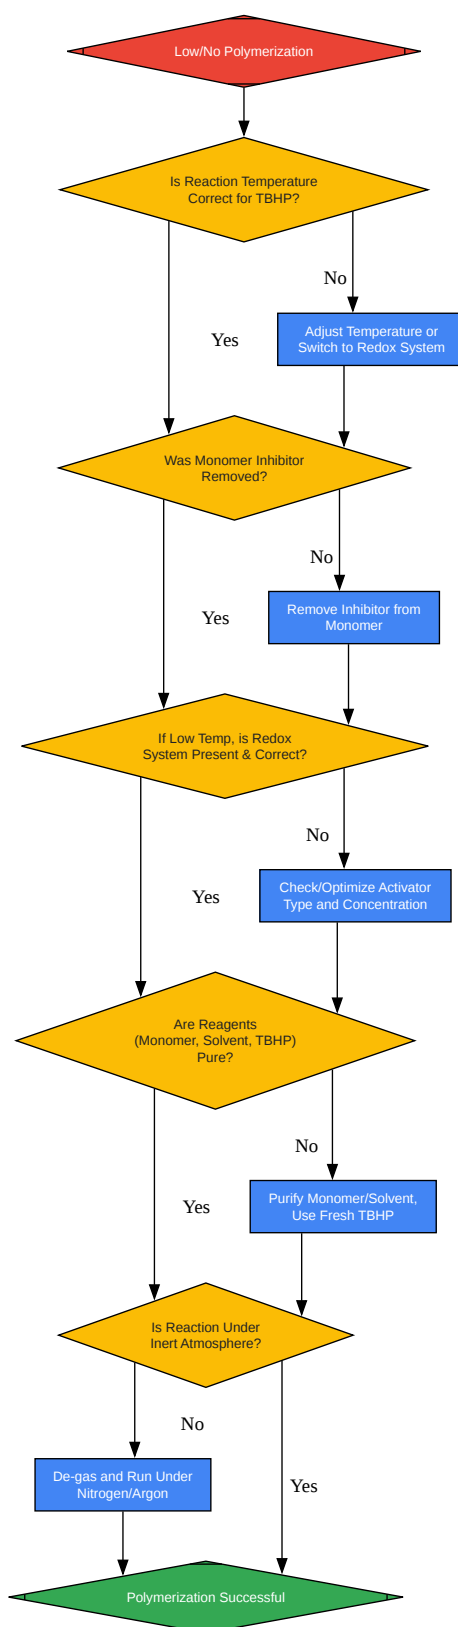 Low/No Polymerization
Is Reaction Temperature
Correct for TBHP?
No
Yes
Adjust Temperature or
Switch to Redox System
Was Monomer Inhibitor
Removed?
No
Yes
Remove Inhibitor from
Monomer
If Low Temp, is Redox
System Present & Correct?
No
Yes
Check/Optimize Activator
Type and Concentration
Are Reagents
(Monomer, Solvent, TBHP)
Pure?
No
Yes
Purify Monomer/Solvent,
Use Fresh TBHP
Is Reaction Under
Inert Atmosphere?
No
Yes
De-gas and Run Under
Nitrogen/Argon
Polymerization Successful